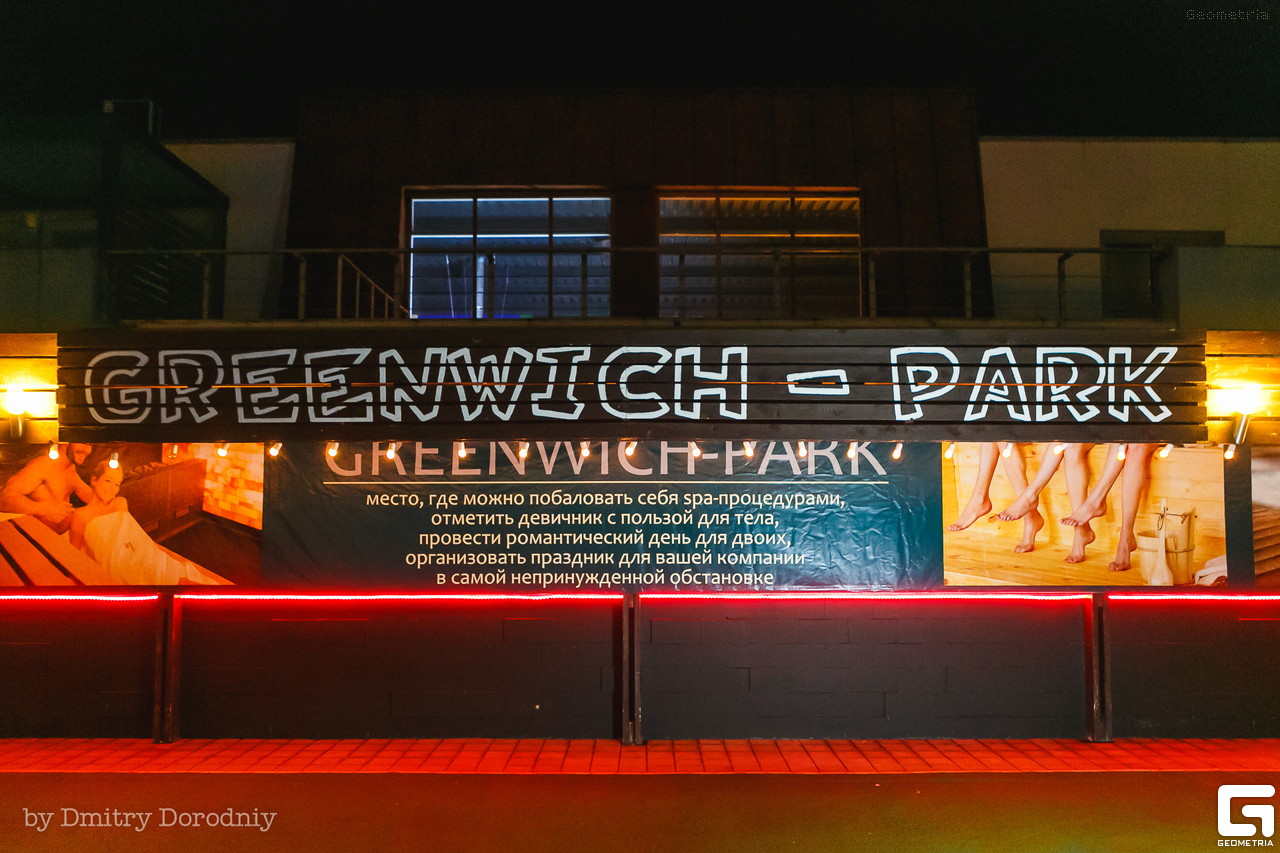 Geometria
GREENWICH - PARK
GREENWICH-PARK
место, где можно побаловать себя spa-процедурами,
отметить девичник с пользой для тела,
провести романтический день для двоих,
организовать праздник для вашей компании
в самой непринужденной обстановке
by Dmitry Dorodniy
GEOMETRIA